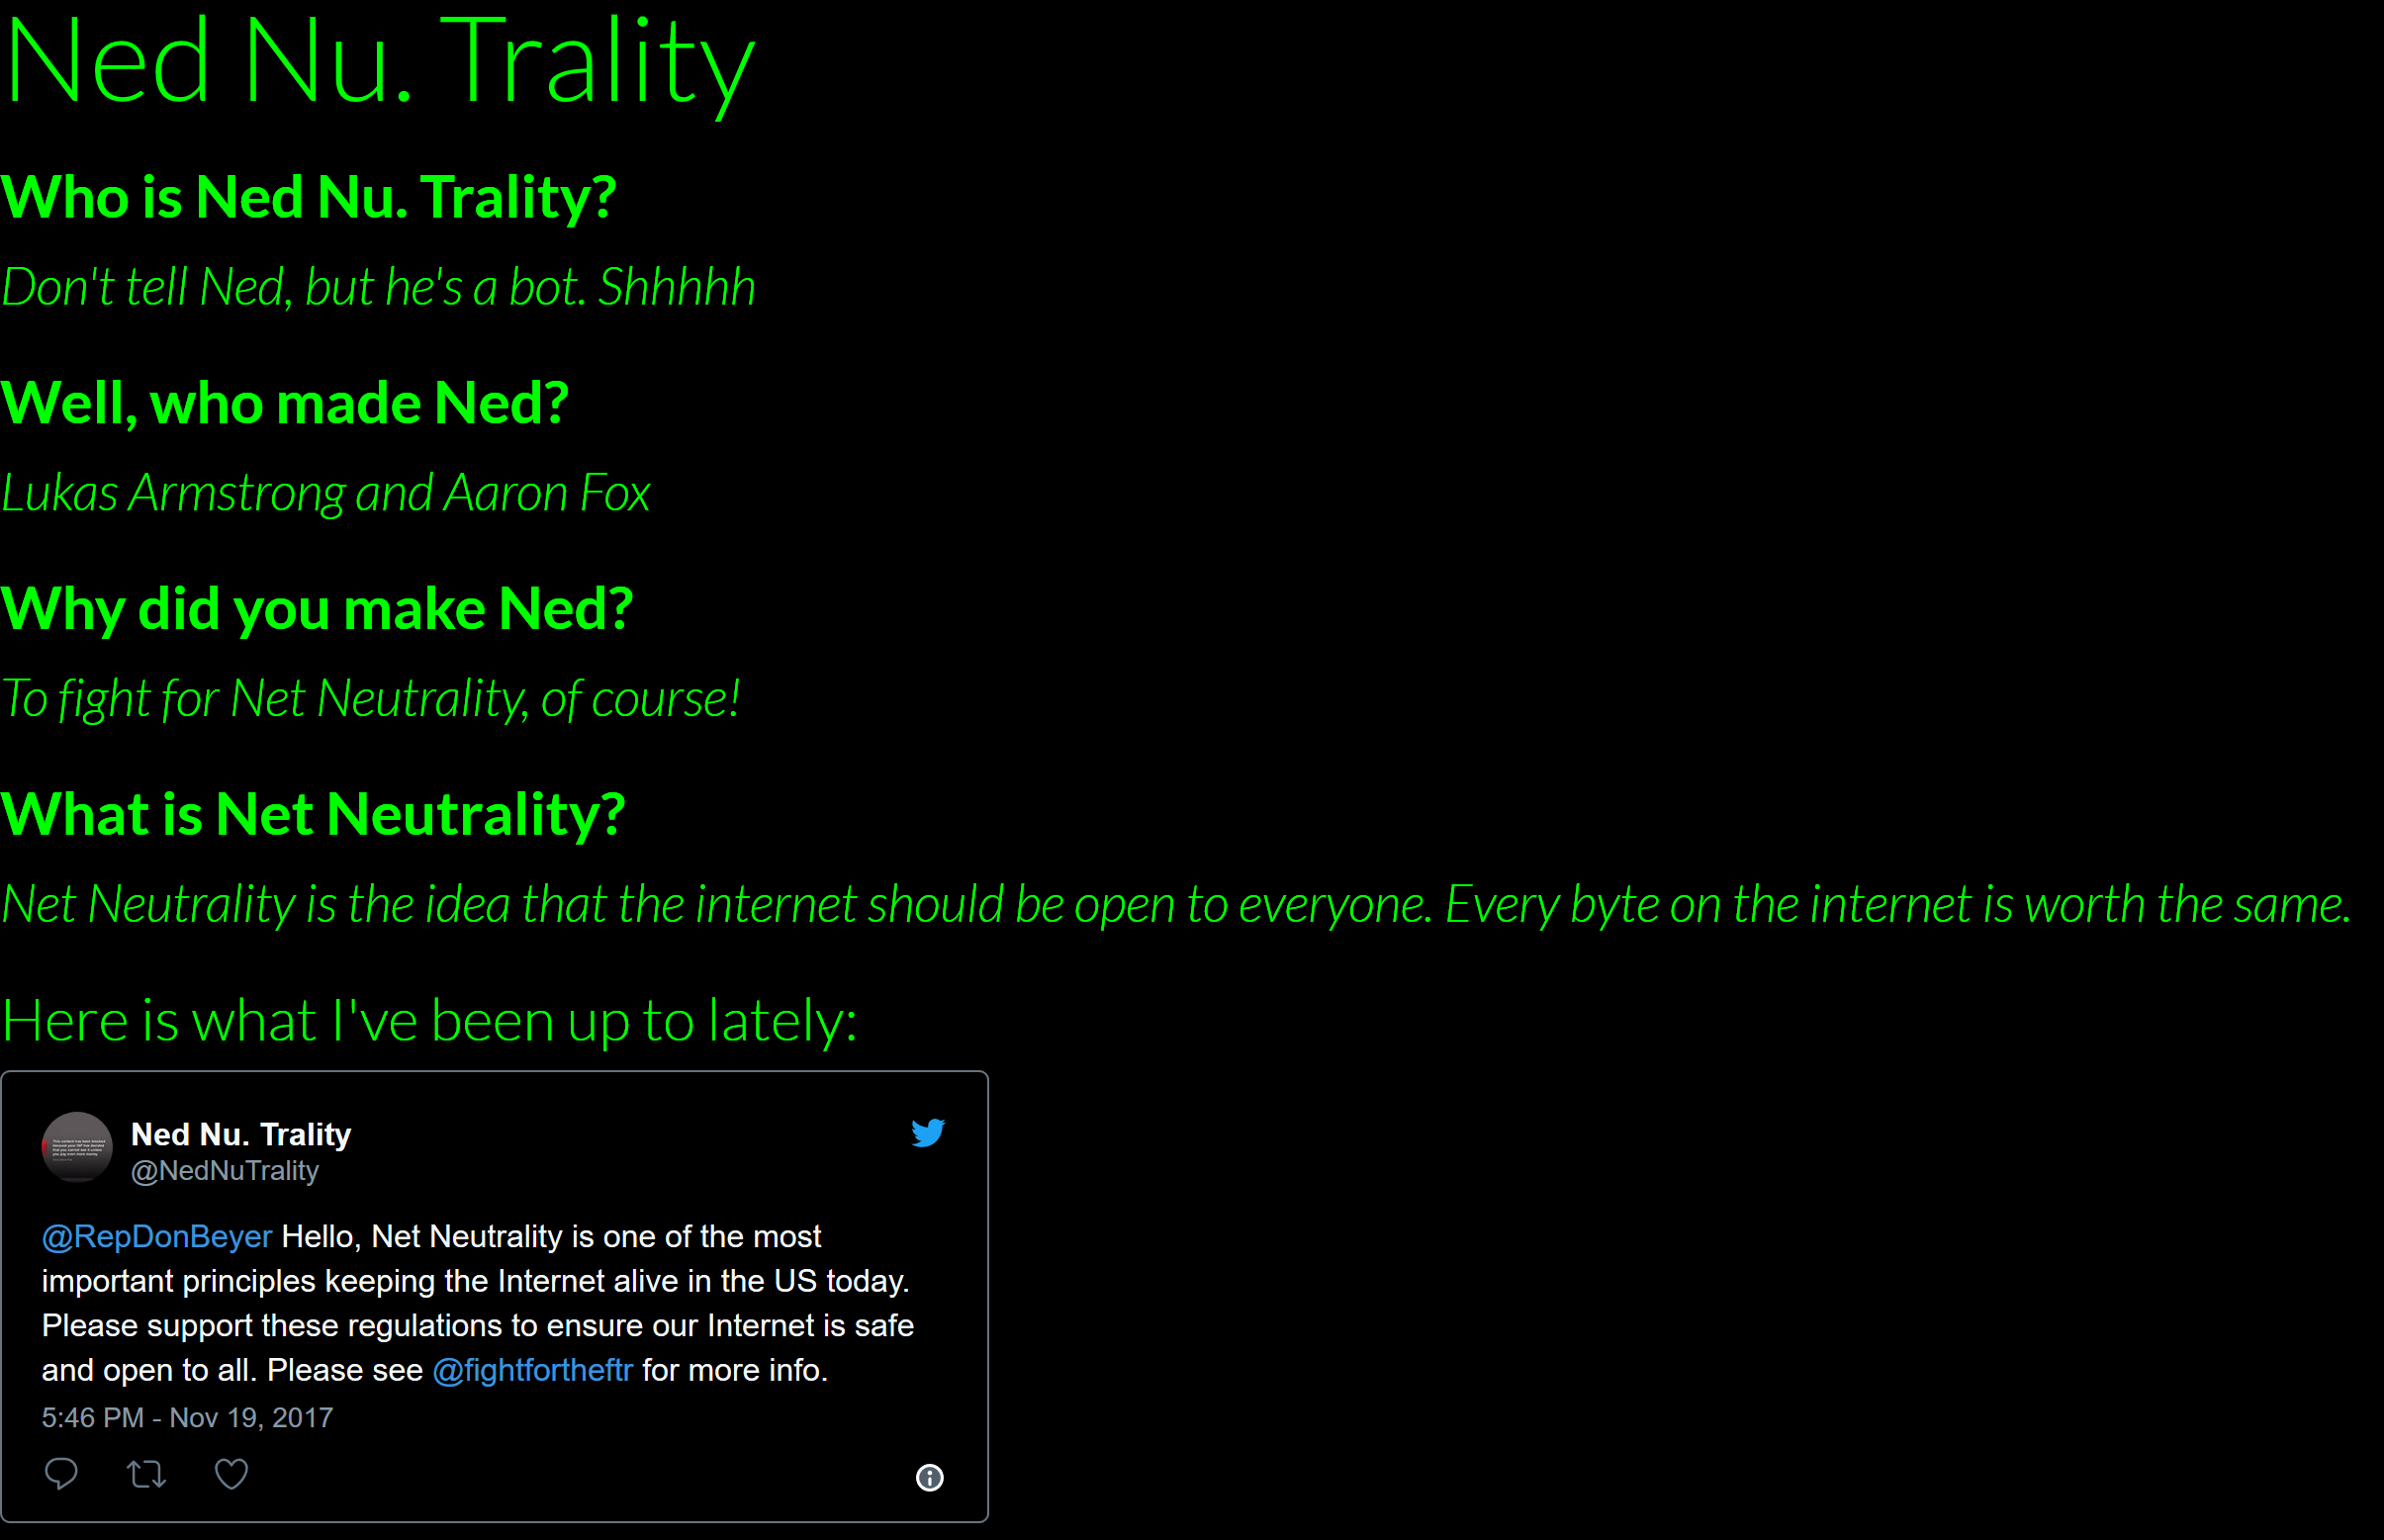 Ned Nu. Trality
Who is Ned Nu. Trality?
Don't tell Ned, but he's a bot. Shhhhh
Well, who made Ned?
Lukas Armstrong and Aaron Fox
Why did you make Ned?
To fight for Net Neutrality, of course!
What is Net Neutrality?
Net Neutrality is the idea that the internet should be open to everyone. Every byte on the internet is worth the same.
Here is what I've been up to lately:
Ned Nu. Trality
@NedNuTrality
@RepDonBeyer Hello, Net Neutrality is one of the most
important principles keeping the Internet alive in the US today.
Please support these regulations to ensure our Internet is safe
and open to all. Please see @fightfortheftr for more info.
5:46 PM - Nov 19, 2017